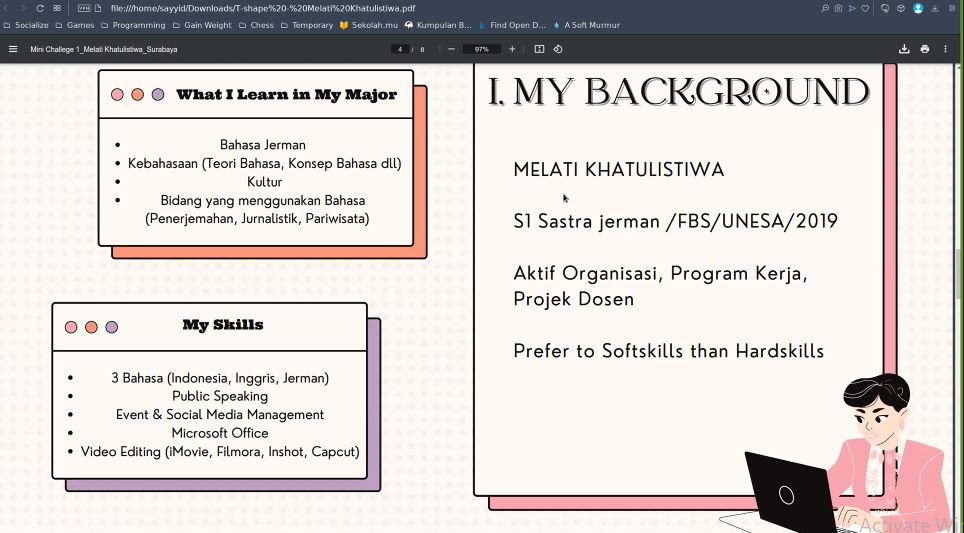 VPN
file:///home/sayyid/Downloads/T-shape%20-%20Melati%20Khatulistiwa.pdf
Socialize Games Programming Gain Weight Chess Temporary Sekolah.mu Kumpulan B... Find Open D... A Soft Murmur
Mini Challege 1_Melati Khatulistiwa_Surabaya 4 / 8 97%
What I Learn in My Major
Bahasa Jerman
Kebahasaan (Teori Bahasa, Konsep Bahasa dll)
Kultur
Bidang yang menggunakan Bahasa
(Penerjemahan, Jurnalistik, Pariwisata)
My Skills
3 Bahasa (Indonesia, Inggris, Jerman)
Public Speaking
Event & Social Media Management
Microsoft Office
Video Editing (iMovie, Filmora, Inshot, Capcut)
I. MY BACKGROUND
MELATI KHATULISTIWA
S1 Sastra jerman /FBS/UNESA/2019
Aktif Organisasi, Program Kerja,
Projek Dosen
Prefer to Softskills than Hardskills
Activate Wi